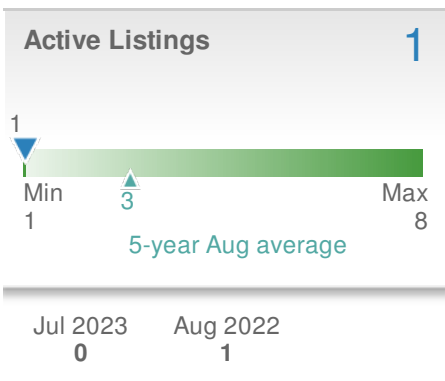 Active Listings 1
1
Min Max
3
1 8
5-year Aug average
Jul 2023 Aug 2022
0 1